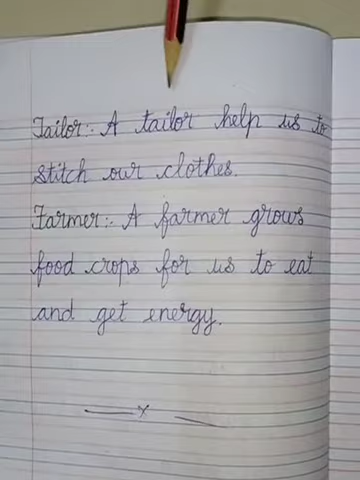 Tailor:- A tailor help us to
stitch our clothes.
Farmer:- A farmer grows
food crops for us to eat
and get energy.